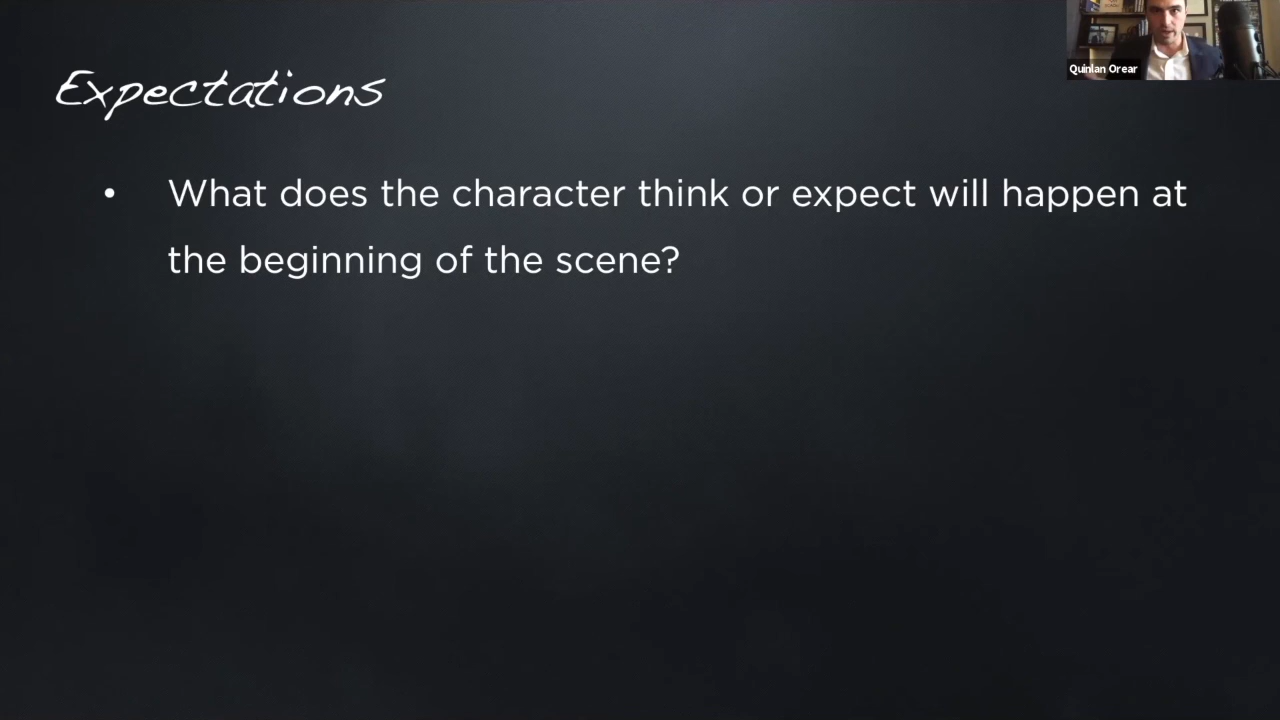 Expectations
Quinlan Orear
• What does the character think or expect will happen at
the beginning of the scene?